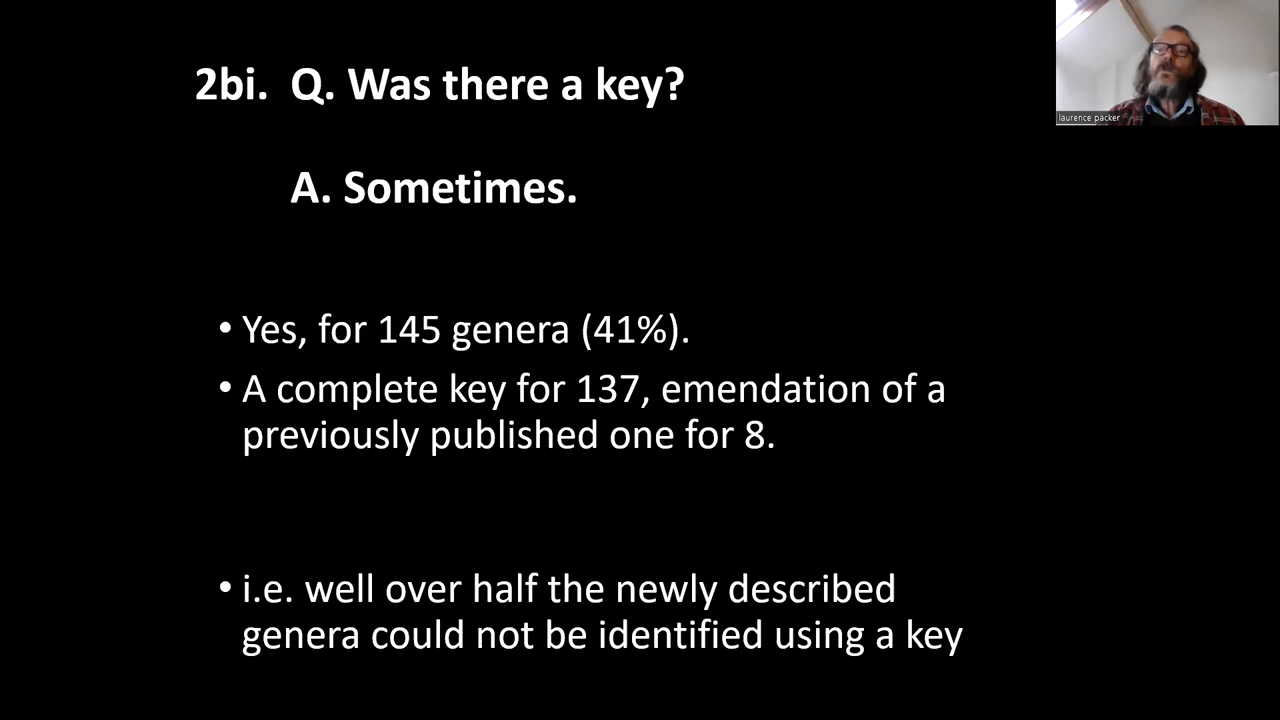 2bi. Q. Was there a key?
laurence packer
A. Sometimes.
• Yes, for 145 genera (41%).
• A complete key for 137, emendation of a
previously published one for 8.
• i.e. well over half the newly described
genera could not be identified using a key